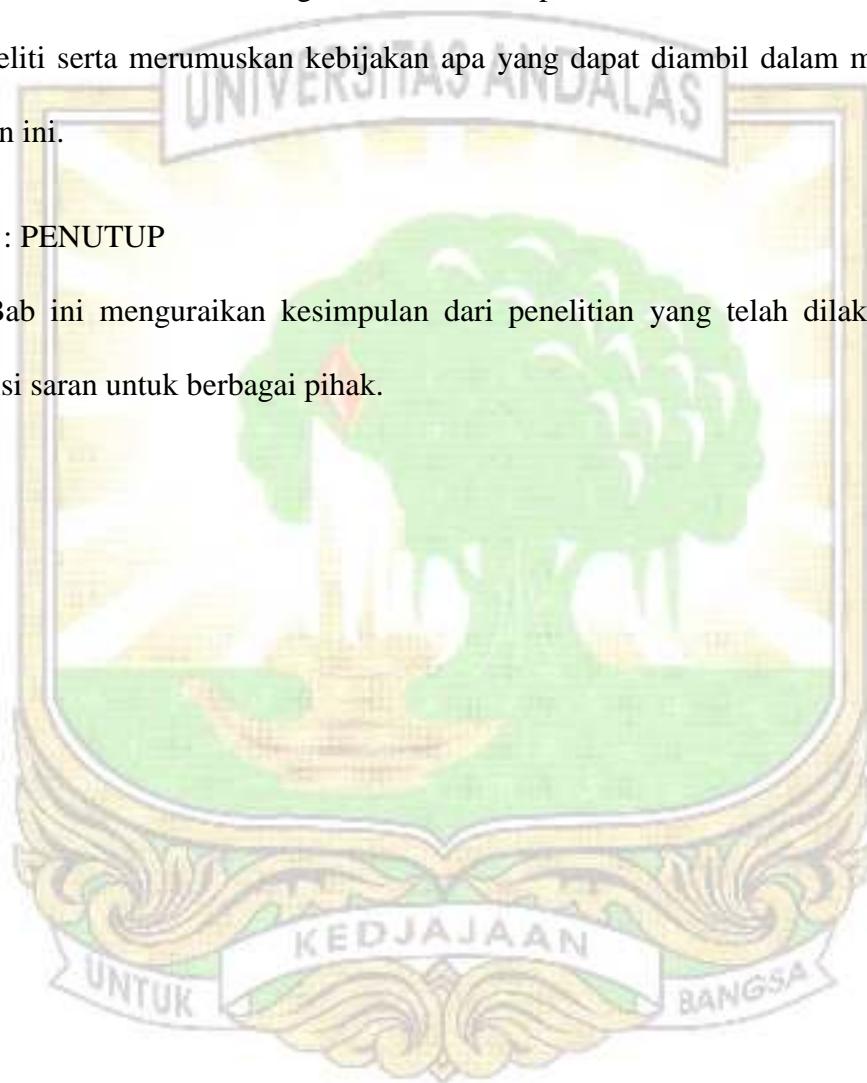 UNIVERSITAS ANDALAS
eliti serta merumuskan kebijakan apa yang dapat diambil dalam m
n ini.
: PENUTUP
Bab ini menguraikan kesimpulan dari penelitian yang telah dilak
si saran untuk berbagai pihak.
UNTUK KEDJAJAAN BANGSA